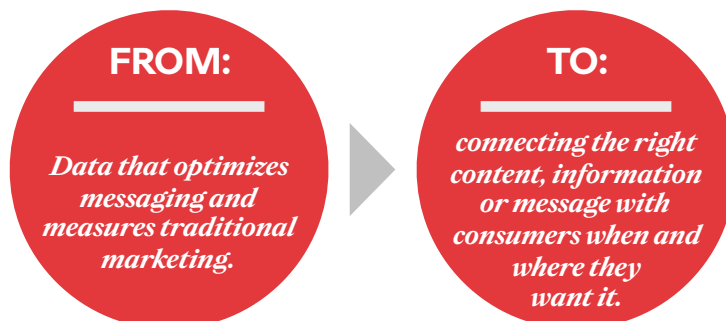 FROM:
Data that optimizes
messaging and
measures traditional
marketing.
TO:
connecting the right
content, information
or message with
consumers when and
where they
want it.